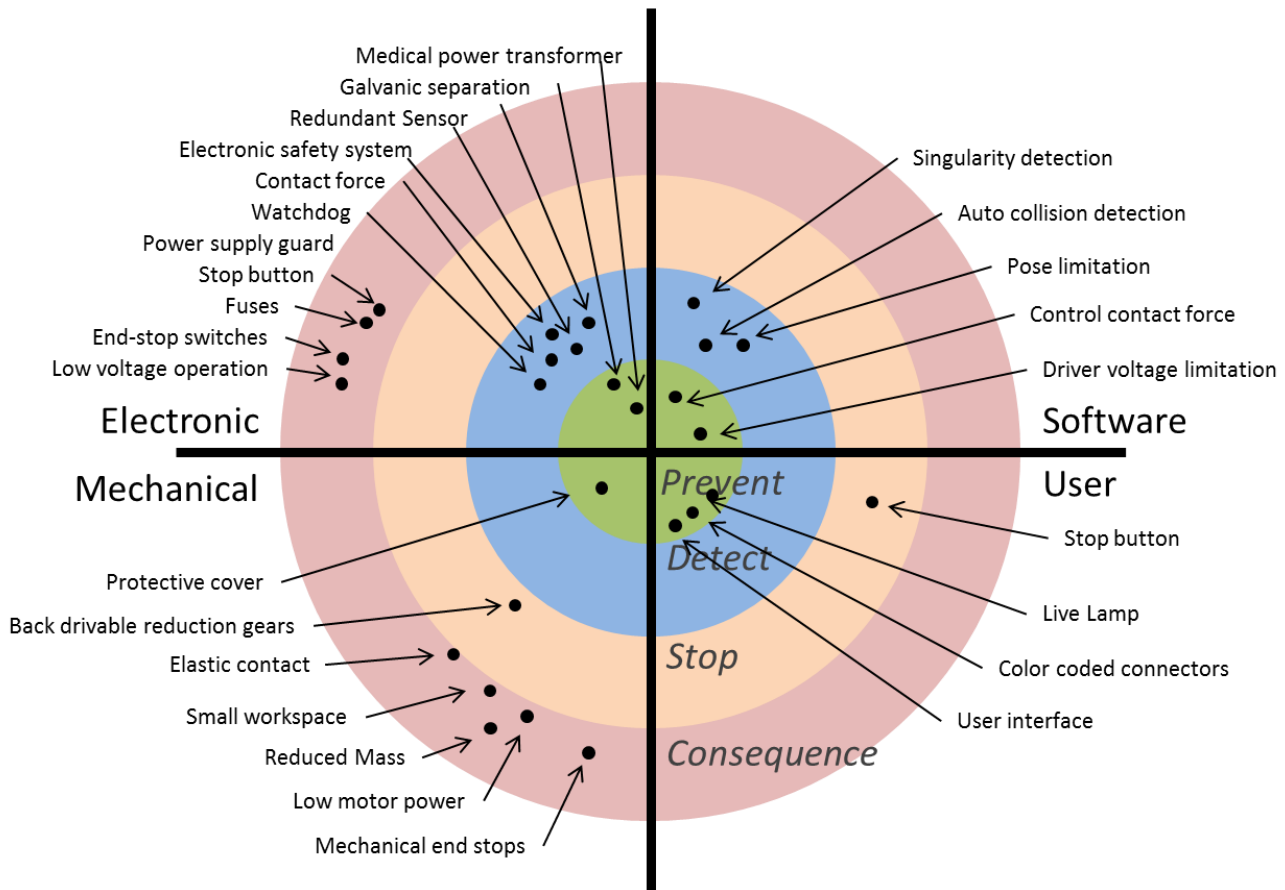 Medical power transformer
Galvanic separation
Redundant Sensor
Electronic safety system
Contact force
Watchdog
Power supply guard
Stop button
Fuses
End-stop switches
Low voltage operation
Electronic
Singularity detection
Auto collision detection
Pose limitation
Control contact force
Driver voltage limitation
Software
Mechanical
Protective cover
Back drivable reduction gears
Elastic contact
Small workspace
Reduced Mass
Low motor power
Mechanical end stops
Prevent
Detect
Stop
Consequence
User
Stop button
Live Lamp
Color coded connectors
User interface